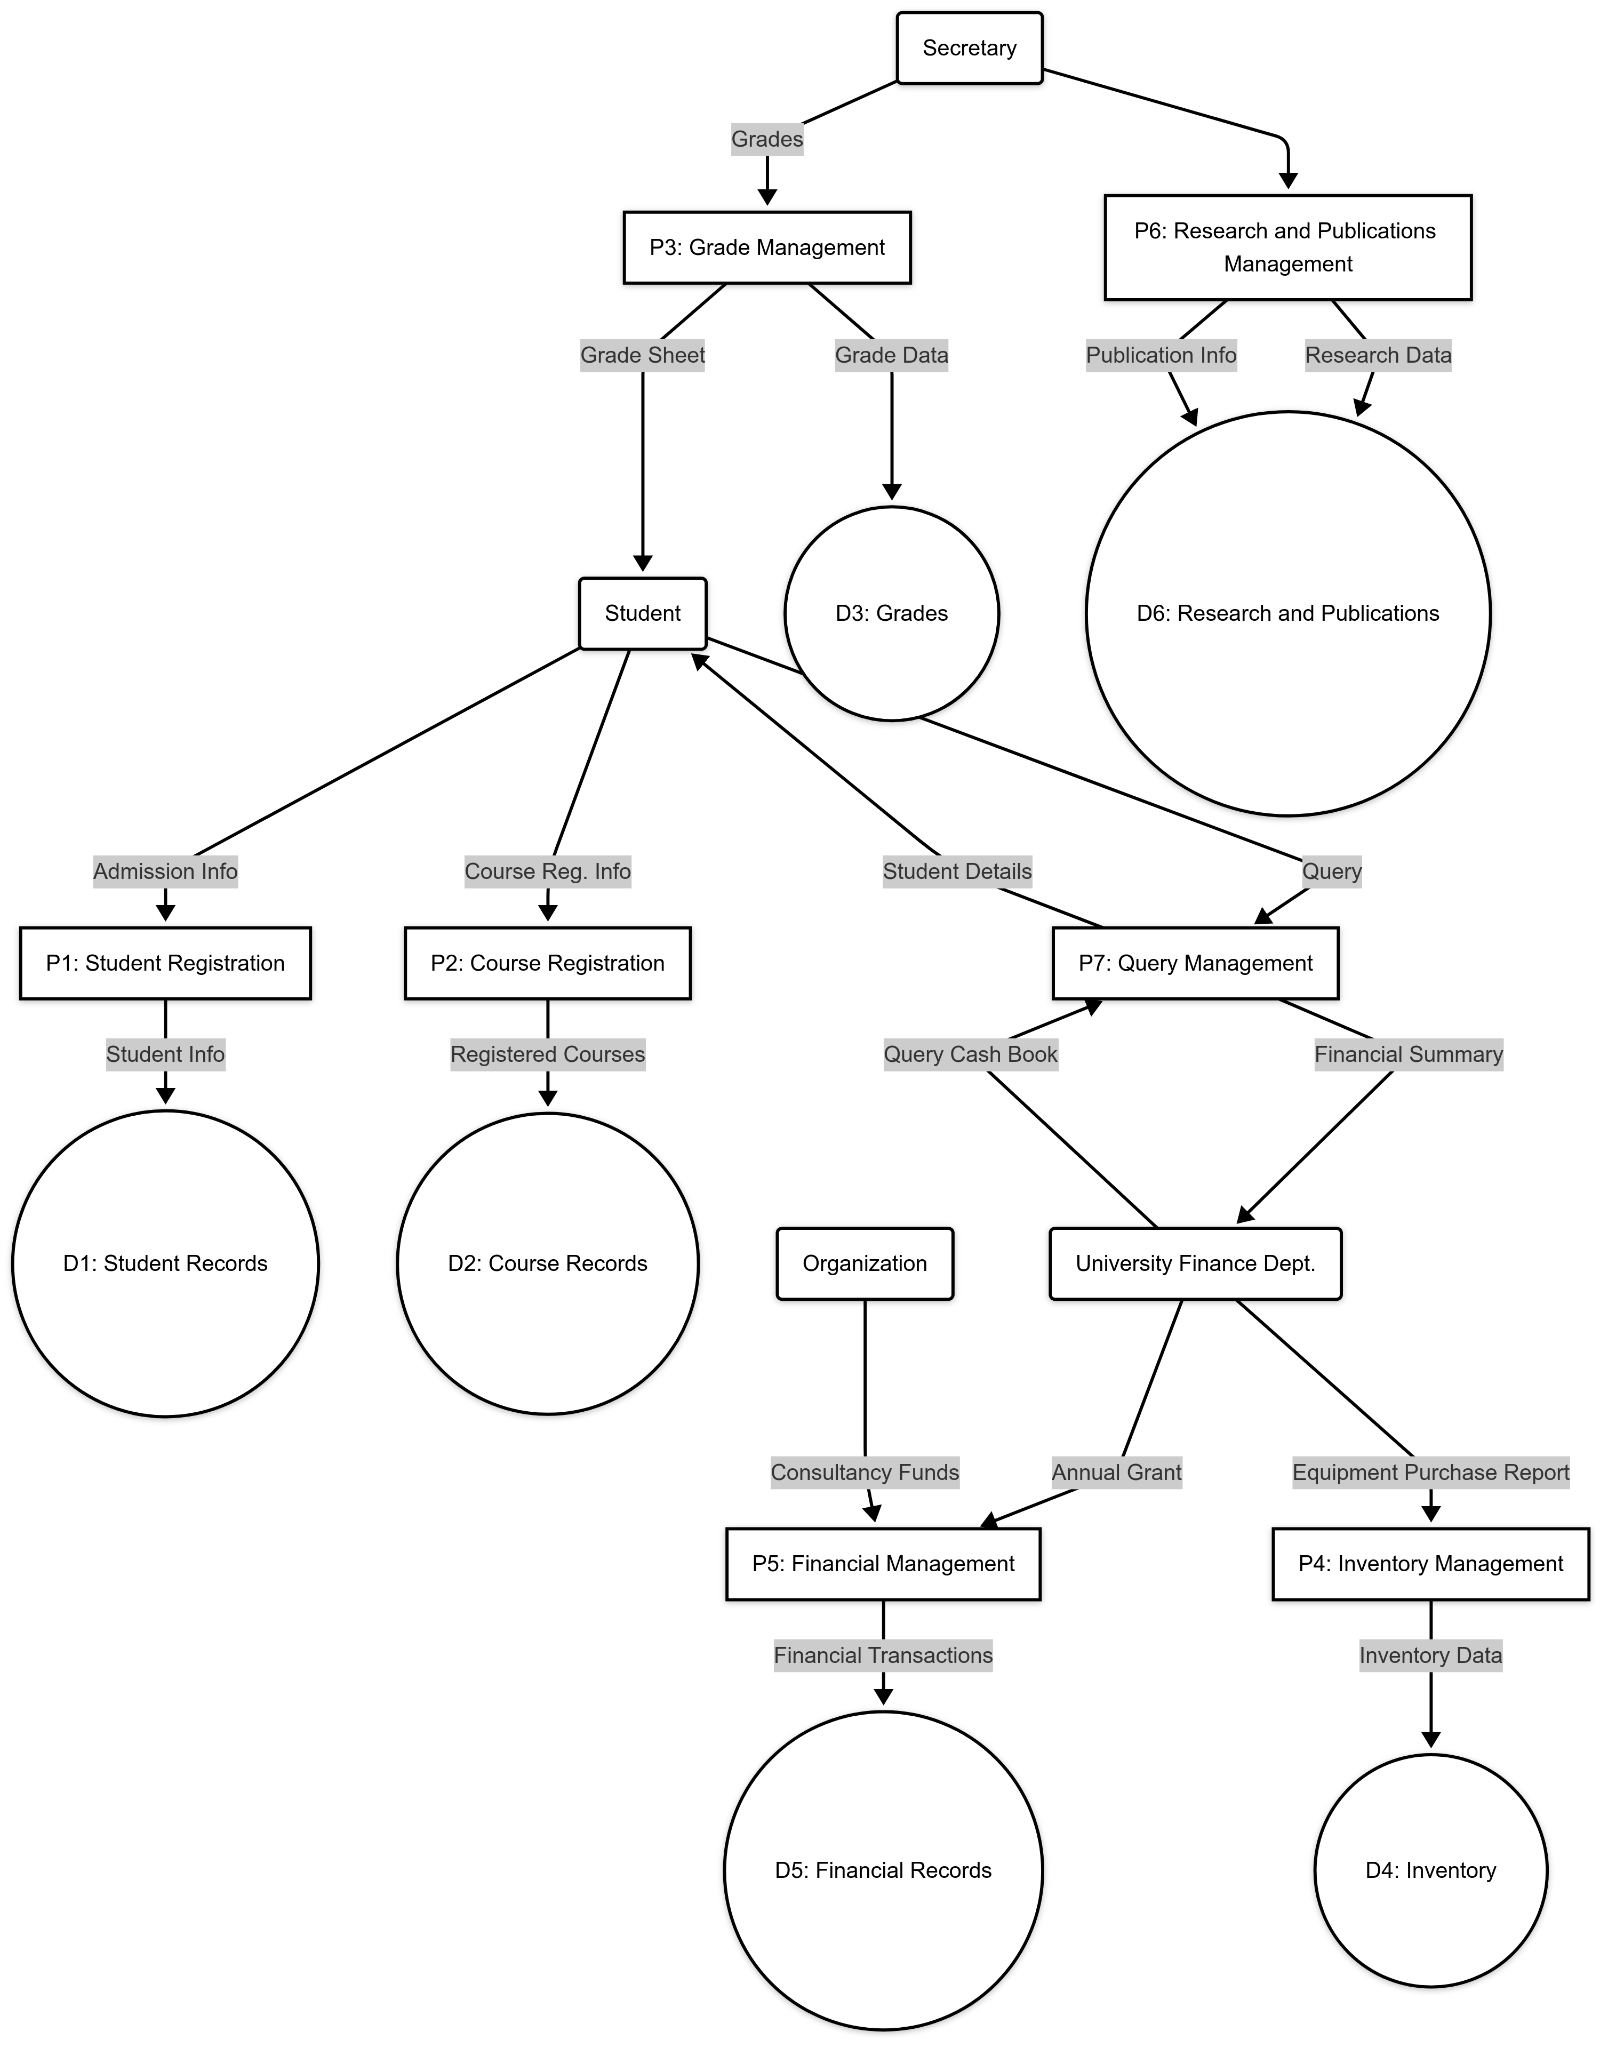 Secretary
Grades
P3: Grade Management
P6: Research and Publications
Management
Grade Sheet
Grade Data
Publication Info
Research Data
Student
D3: Grades
D6: Research and Publications
Admission Info
Course Reg. Info
Student Details
Query
P1: Student Registration
P2: Course Registration
P7: Query Management
Student Info
Registered Courses
Query Cash Book
Financial Summary
D1: Student Records
D2: Course Records
Organization
University Finance Dept.
Consultancy Funds
Annual Grant
Equipment Purchase Report
P5: Financial Management
P4: Inventory Management
Financial Transactions
Inventory Data
D5: Financial Records
D4: Inventory